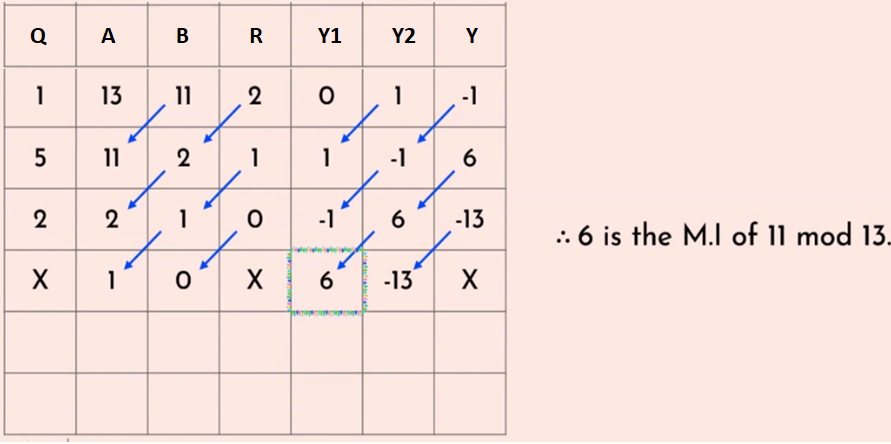 Q A B R Y1 Y2 Y
1 13 11 2 0 1 -1
5 11 2 1 1 -1 6
2 2 1 0 -1 6 -13
X 1 0 X 6 -13 X
∴ 6 is the M.I of 11 mod 13.